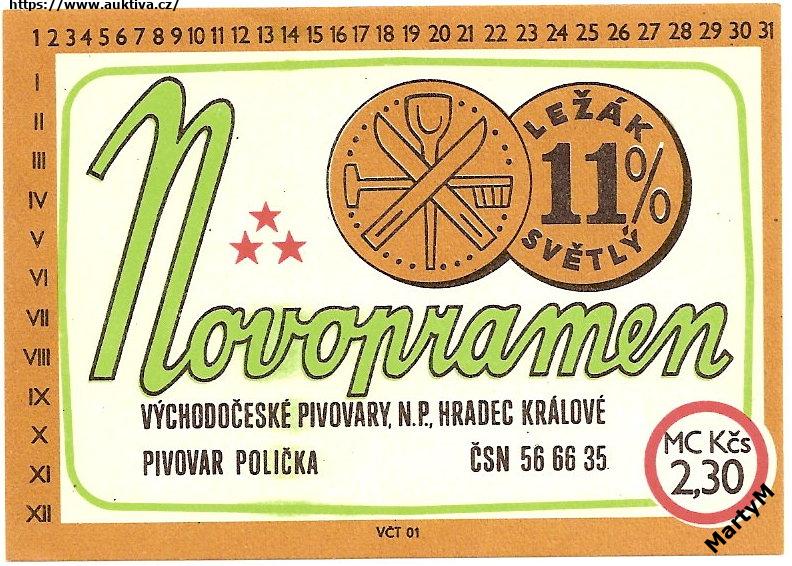 https://www.auktiva.cz/
1 2 3 4 5 6 7 8 9 10 11 12 13 14 15 16 17 18 19 20 21 22 23 24 25 26 27 28 29 30 31
I
II
III
IV
V
VI
VII
VIII
IX
X
XI
XII
LEŽÁK
11%
SVĚTLÝ
Novopramen
VÝCHODOČESKÉ PIVOVARY, N.P., HRADEC KRÁLOVÉ
PIVOVAR POLIČKA ČSN 56 66 35
MC Kčs
2,30
MartyM
VČT 01